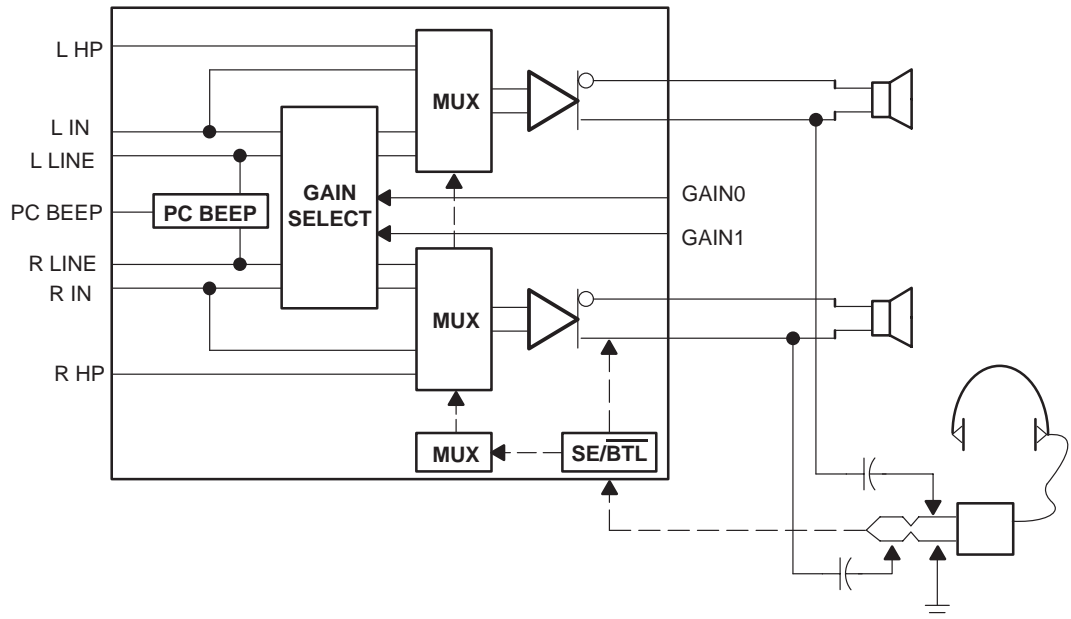 L HP
MUX
L IN
L LINE
GAIN
SELECT
GAIN0
PC BEEP
PC BEEP
GAIN1
R LINE
R IN
MUX
R HP
MUX
SE/BTL